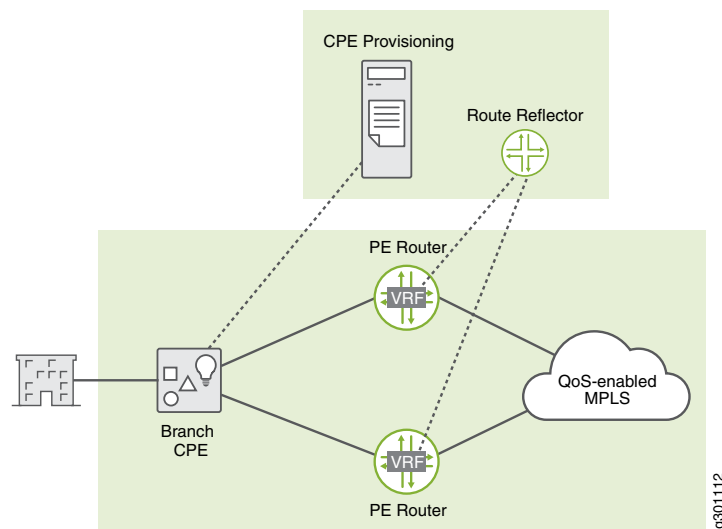 CPE Provisioning
Route Reflector
PE Router
VRF
QoS-enabled
MPLS
Branch
CPE
VRF
PE Router
g301112